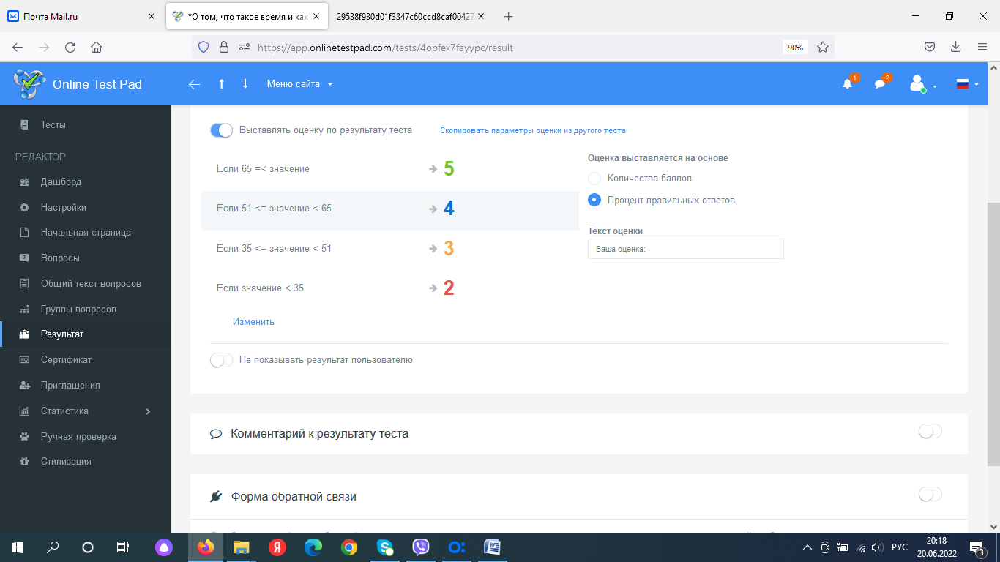 Почта Mail.ru
*О том, что такое время и как
29538f930d01f3347c60ccd8caf00427
https://app.onlinetestpad.com/tests/4opfex7fayypc/result
90%
Online Test Pad
Меню сайта
1
2
Тесты
РЕДАКТОР
Дашборд
Настройки
Начальная страница
Вопросы
Общий текст вопросов
Группы вопросов
Результат
Сертификат
Приглашения
Статистика
Ручная проверка
Стилизация
Выставлять оценку по результату теста
Скопировать параметры оценки из другого теста
Если 65 =< значение
5
Если 51 <= значение < 65
4
Если 35 <= значение < 51
3
Если значение < 35
2
Изменить
Оценка выставляется на основе
Количества баллов
Процент правильных ответов
Текст оценки
Ваша оценка:
Не показывать результат пользователю
Комментарий к результату теста
Форма обратной связи
РУС
20:18
20.06.2022
3